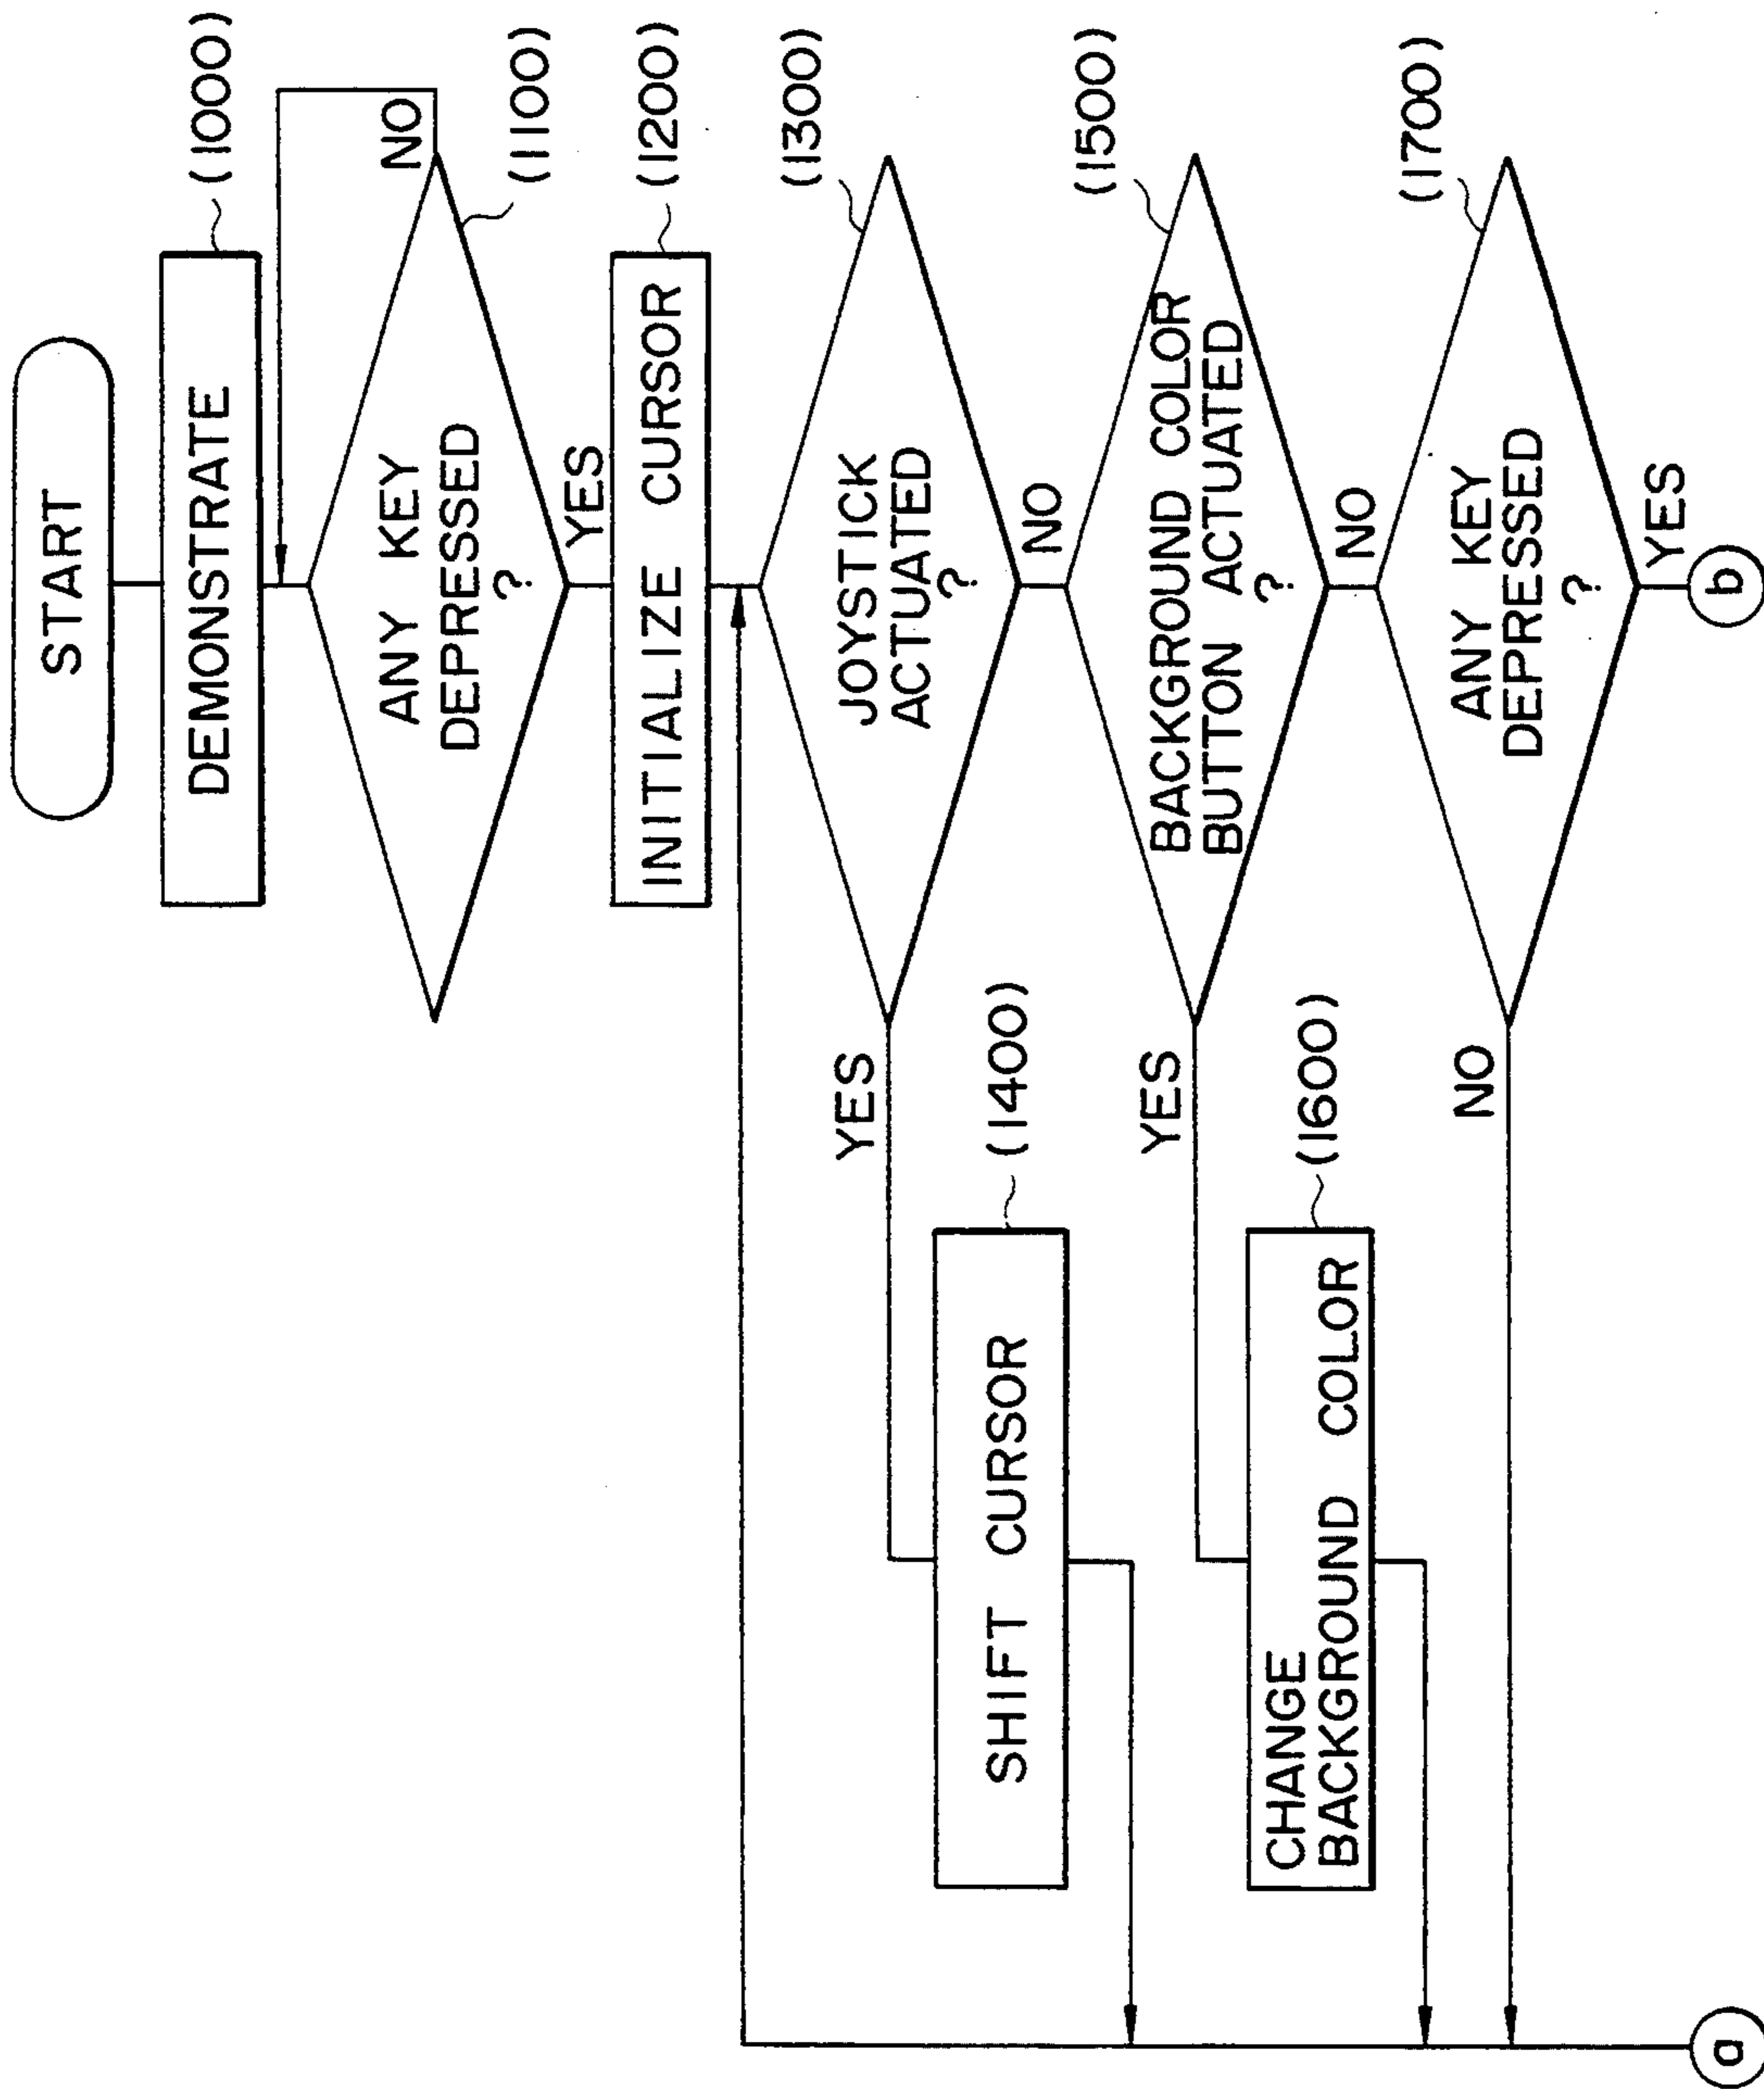 START
DEMONSTRATE
(1000)
NO
ANY KEY
DEPRESSED
?
(1100)
YES
INITIALIZE CURSOR
(1200)
JOYSTICK
ACTUATED
?
(1300)
YES
NO
SHIFT CURSOR
(1400)
BACKGROUND COLOR
BUTTON ACTUATED
?
(1500)
YES
NO
CHANGE
BACKGROUND COLOR
(1600)
ANY KEY
DEPRESSED
?
(1700)
NO
YES
a
b